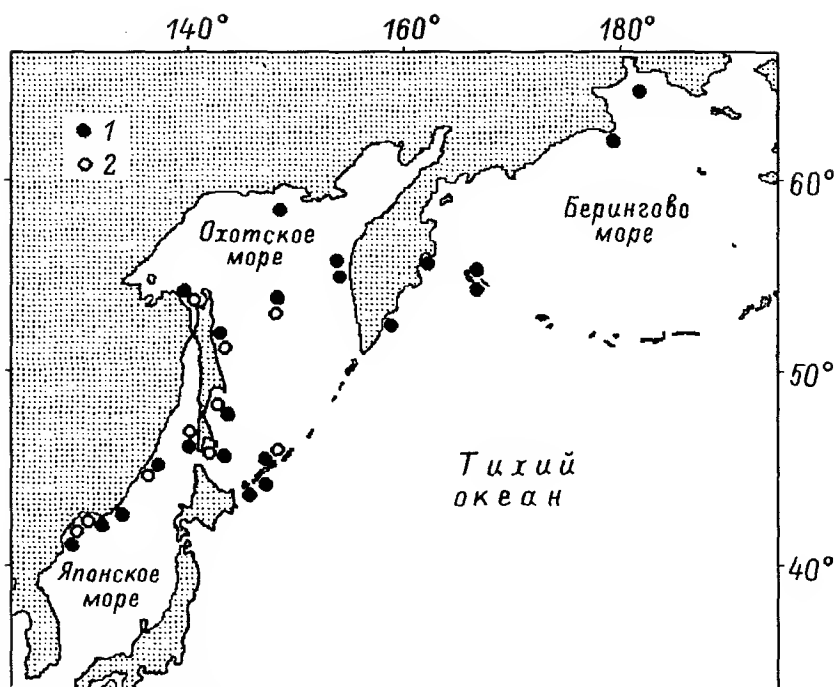 140° 160° 180°
1
2
60°
Берингово
море
Охотское
море
50°
Тихий
океан
40°
Японское
море